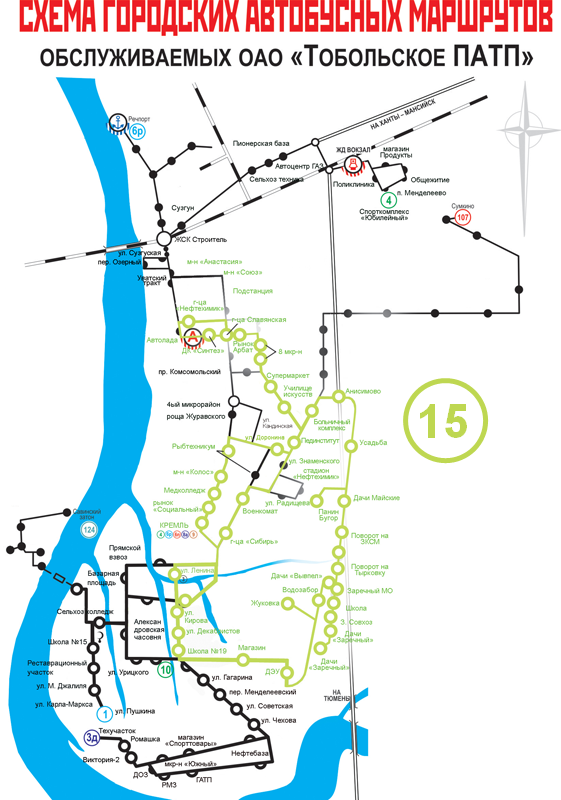 СХЕМА ГОРОДСКИХ АВТОБУСНЫХ МАРШРУТОВ
ОБСЛУЖИВАЕМЫХ ОАО «Тобольское ПАТП»
НА ХАНТЫ – МАНСИЙСК
Речпорт
6р
Пионерская база
Автоцентр ГАЗ
Сельхоз техника
ЖД ВОКЗАЛ
магазин
Продукты
Поликлиника
Общежитие
п. Менделеево
4
Спорткомплекс
"Юбилейный"
Сумкино
107
Сузгун
ЖСК Строитель
ул. Сузгуская
пер. Озерный
Уватский
тракт
м-н «Анастасия»
м-н «Союз»
Подстанция
г-ца
«Нефтехимик»
г-ца Славянская
Автолада
А
ДК «Синтез»
Рынок
Арбат
8 мкр-н
пр. Комсомольский
Супермаркет
Училище
искусств
4ый микрорайон
роща Журавского
ул.
Кандинская
Больничный
комплекс
Анисимово
15
ул. Доронина
Пединститут
Усадьба
Рыбтехникум
ул. Знаменского
стадион
«Нефтехимик»
м-н «Колос»
Медколледж
рынок
«Социальный»
Военкомат
ул. Радищева
Панин
Бугор
Дачи Майские
124
КРЕМЛЬ
г-ца «Сибирь»
Поворот на
ЗКСМ
Прямской
взвоз
Базарная
площадь
ул. Ленина
Поворот на
Тырковку
Дачи «Вымпел»
Водозабор
Заречный МО
Жуковка
Школа
З. Совхоз
Дачи
«Заречный»
Дачи
«Заречный»
Сельхоз колледж
Алексан
дровская
часовня
ул.
Кирова
ул. Декабристов
Школа №19
Магазин
ДЭУ
Школа №15
Реставрационный
участок
ул. М. Джалиля
ул. Карла-Маркса
1
ул. Пушкина
ул. Урицкого
10
ул. Гагарина
пер. Менделеевский
ул. Советская
ул. Чехова
НА
ТЮМЕНЬ
3д
Техучасток
Ромашка
Виктория-2
ДОЗ
РМЗ
ГАТП
магазин
«Спорттовары»
мкр-н «Южный»
Нефтебаза